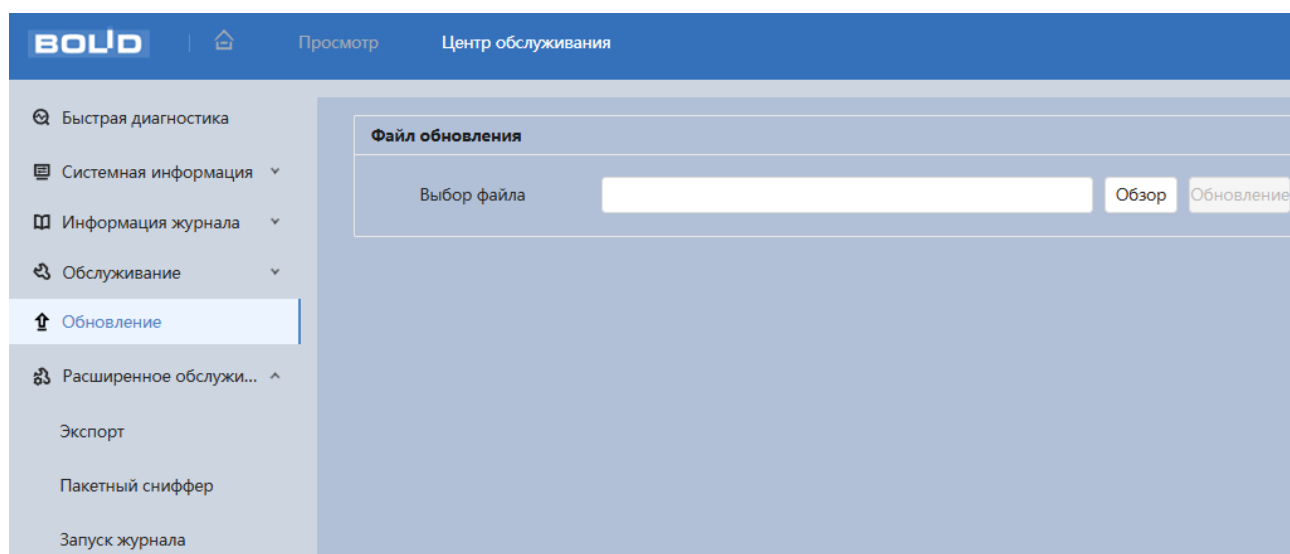 BOLID
Просмотр
Центр обслуживания
Быстрая диагностика
Системная информация
Информация журнала
Обслуживание
Обновление
Расширенное обслужи...
Экспорт
Пакетный сниффер
Запуск журнала
Файл обновления
Выбор файла
Обзор
Обновление